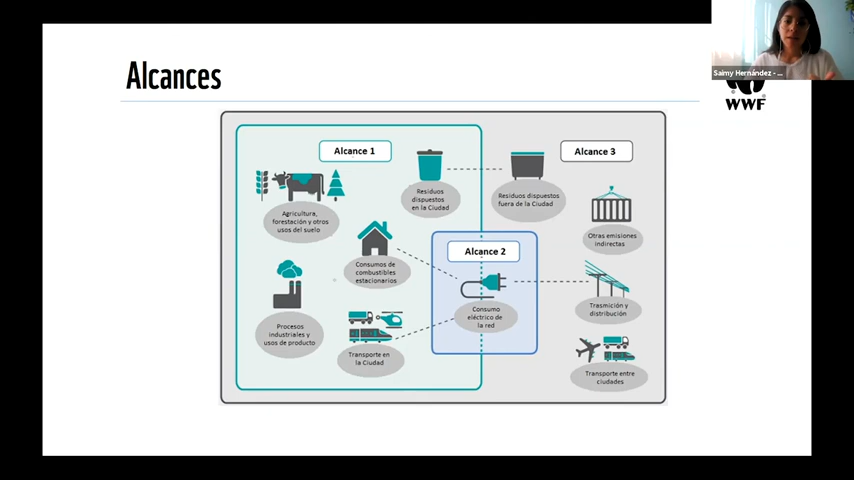 Saimy Hernández - ...
Alcances
WWF
Alcance 1
Alcance 3
Residuos
dispuestos
en la Ciudad
Residuos dispuestos
fuera de la Ciudad
Agricultura,
forestación y otros
usos del suelo
Otras emisiones
indirectas
Alcance 2
Consumos de
combustibles
estacionarios
Consumo
eléctrico de
la red
Trasmición y
distribución
Procesos
industriales y
usos de producto
Transporte en
la Ciudad
Transporte entre
ciudades